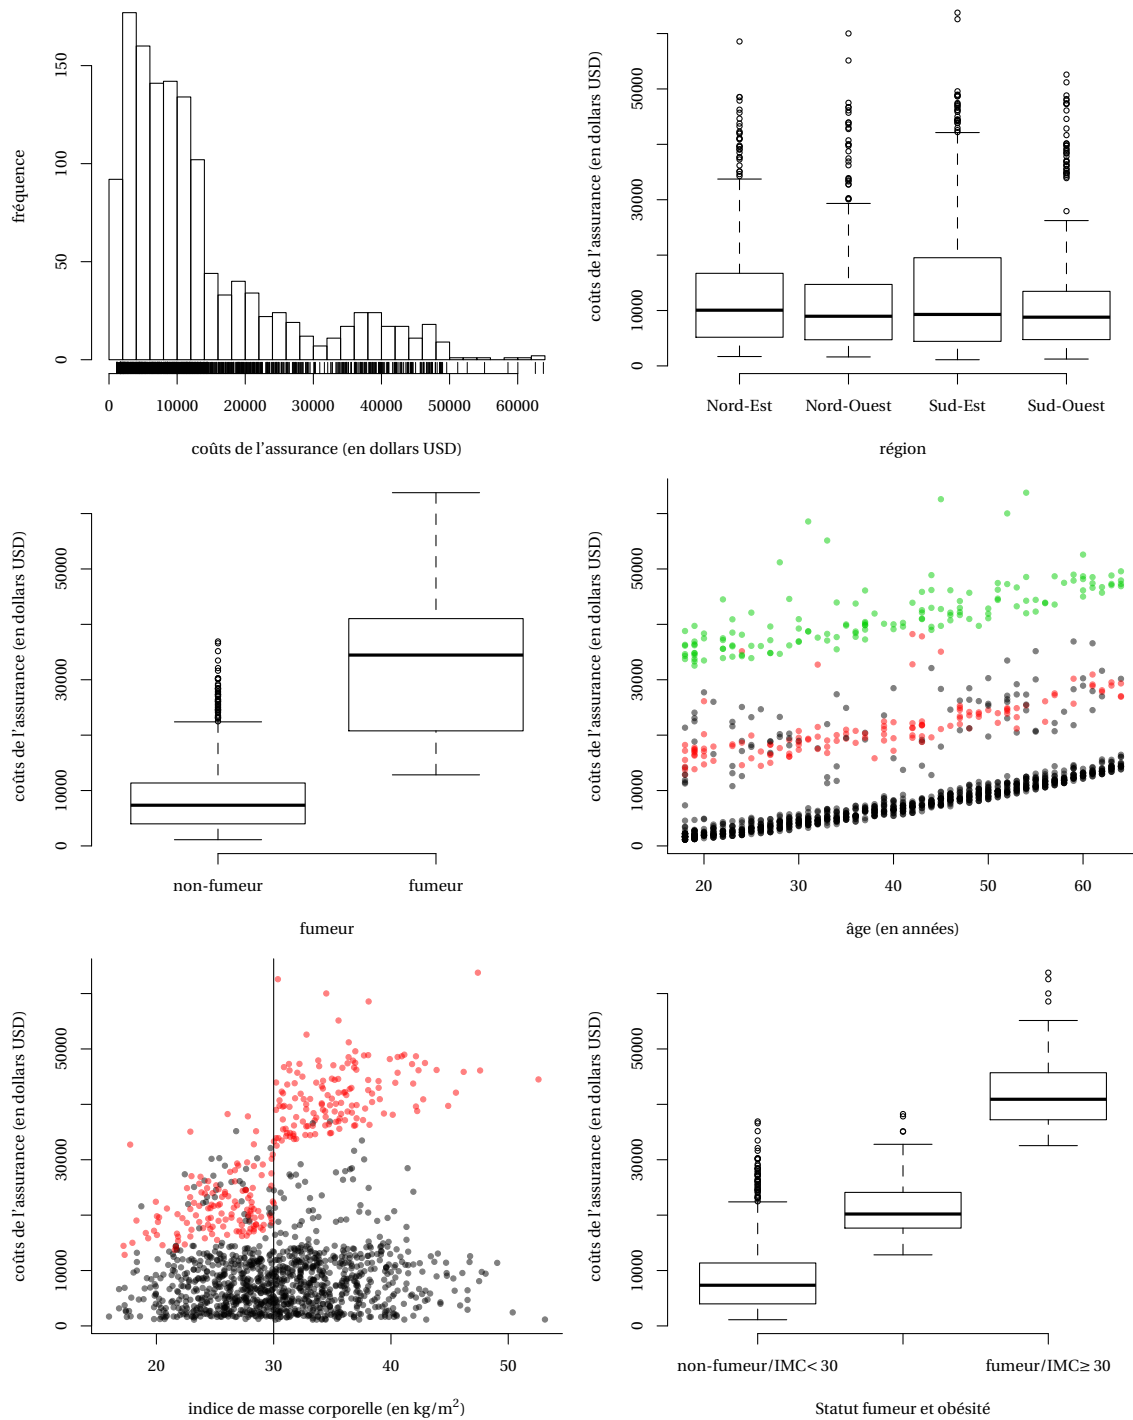 fréquence
150
100
50
0
0 10000 20000 30000 40000 50000 60000
coûts de l'assurance (en dollars USD)
coûts de l'assurance (en dollars USD)
50000
30000
10000
0
Nord-Est Nord-Ouest Sud-Est Sud-Ouest
région
coûts de l'assurance (en dollars USD)
50000
30000
10000
0
non-fumeur fumeur
fumeur
coûts de l'assurance (en dollars USD)
50000
30000
10000
0
20 30 40 50 60
âge (en années)
coûts de l'assurance (en dollars USD)
50000
30000
10000
0
20 30 40 50
indice de masse corporelle (en kg/m²)
coûts de l'assurance (en dollars USD)
50000
30000
10000
0
non-fumeur/IMC< 30 fumeur/IMC≥ 30
Statut fumeur et obésité